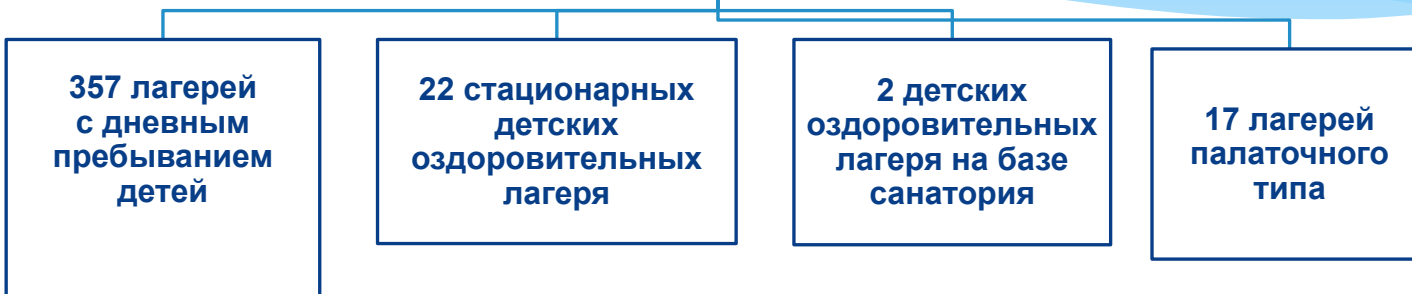 357 лагерей
с дневным
пребыванием
детей
22 стационарных
детских
оздоровительных
лагеря
2 детских
оздоровительных
лагеря на базе
санатория
17 лагерей
палаточного
типа